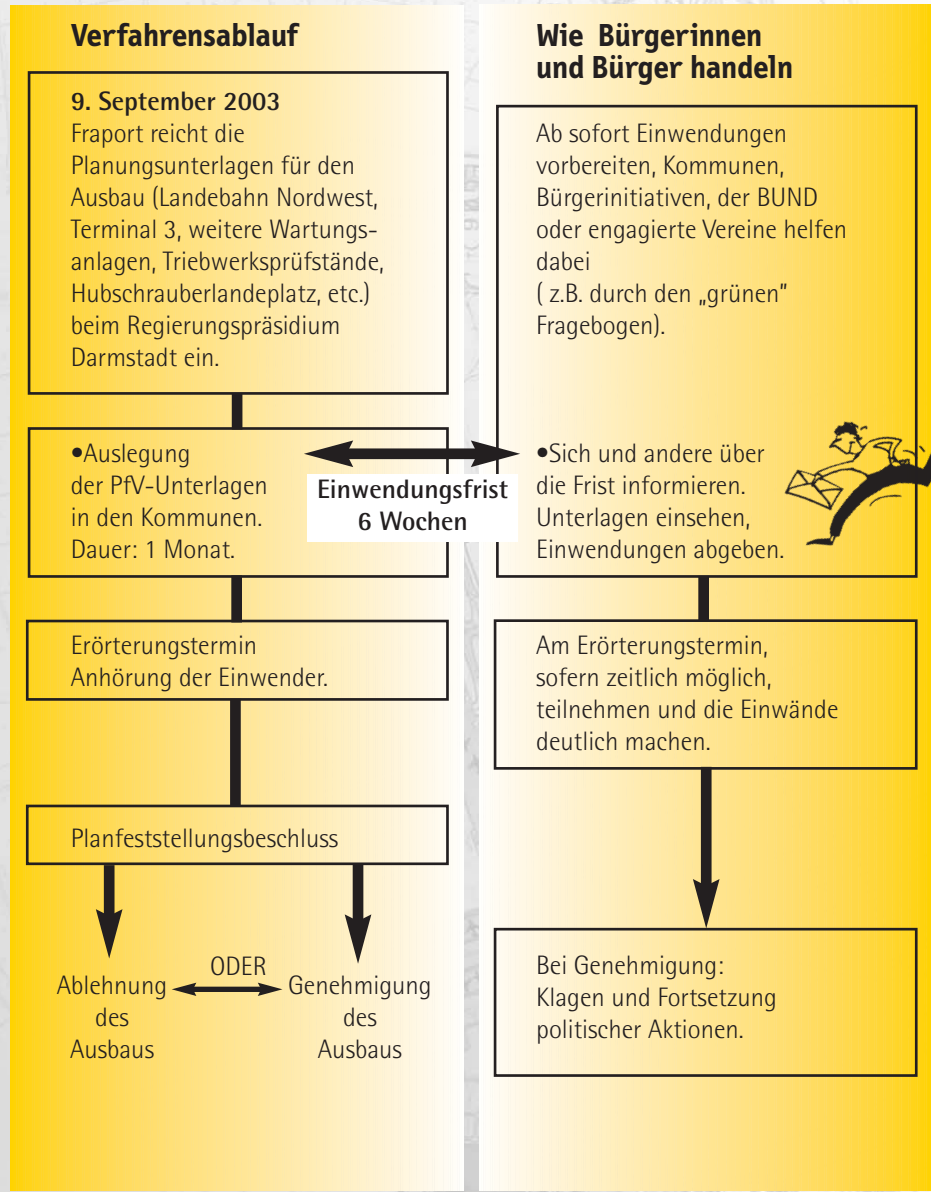 Verfahrensablauf
9. September 2003
Fraport reicht die
Planungsunterlagen für den
Ausbau (Landebahn Nordwest,
Terminal 3, weitere Wartungs-
anlagen, Triebwerksprüfstände,
Hubschrauberlandeplatz, etc.)
beim Regierungspräsidium
Darmstadt ein.
•Auslegung
der PfV-Unterlagen
in den Kommunen.
Dauer: 1 Monat.
Einwendungsfrist
6 Wochen
Erörterungstermin
Anhörung der Einwender.
Planfeststellungsbeschluss
ODER
Ablehnung
des
Ausbaus
Genehmigung
des
Ausbaus
Wie Bürgerinnen
und Bürger handeln
Ab sofort Einwendungen
vorbereiten, Kommunen,
Bürgerinitiativen, der BUND
oder engagierte Vereine helfen
dabei
( z.B. durch den „grünen"
Fragebogen).
•Sich und andere über
die Frist informieren.
Unterlagen einsehen,
Einwendungen abgeben.
Am Erörterungstermin,
sofern zeitlich möglich,
teilnehmen und die Einwände
deutlich machen.
Bei Genehmigung:
Klagen und Fortsetzung
politischer Aktionen.